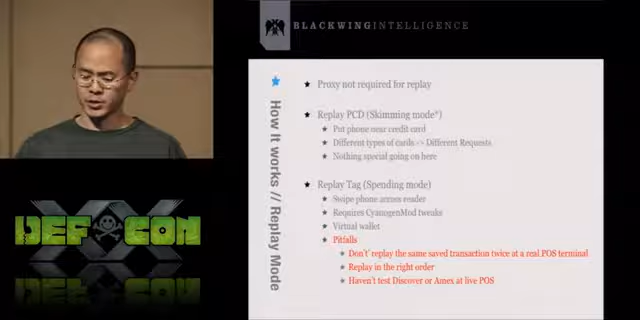 BLACKWINGINTELLIGENCE
How It works // Replay Mode
Proxy not required for replay
Replay PCD (Skimming mode*)
Put phone near credit card
Different types of cards -> Different Requests
Nothing special going on here
Replay Tag (Spending mode)
Swipe phone across reader
Requires CyanogenMod tweaks
Virtual wallet
Pitfalls
Don't' replay the same saved transaction twice at a real POS terminal
Replay in the right order
Haven't test Discover or Amex at live POS
DEF CON
XX